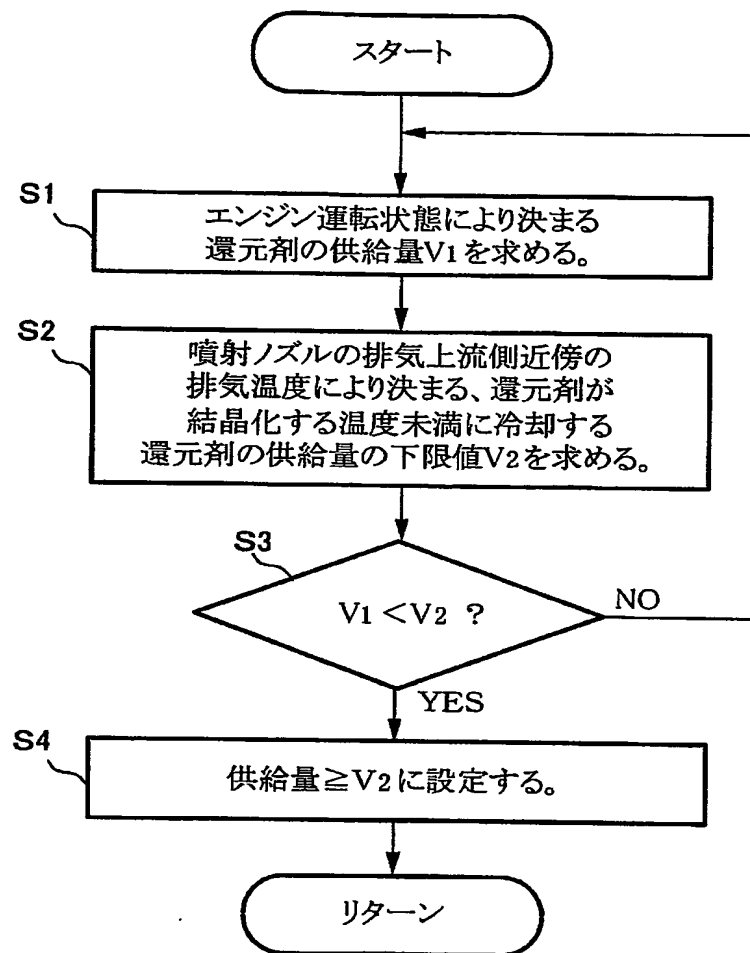 スタート
S1
エンジン運転状態により決まる
還元剤の供給量V1を求める。
S2
噴射ノズルの排気上流側近傍の
排気温度により決まる、還元剤が
結晶化する温度未満に冷却する
還元剤の供給量の下限値V2を求める。
S3
V1<V2 ?
NO
YES
S4
供給量≧V2に設定する。
リターン